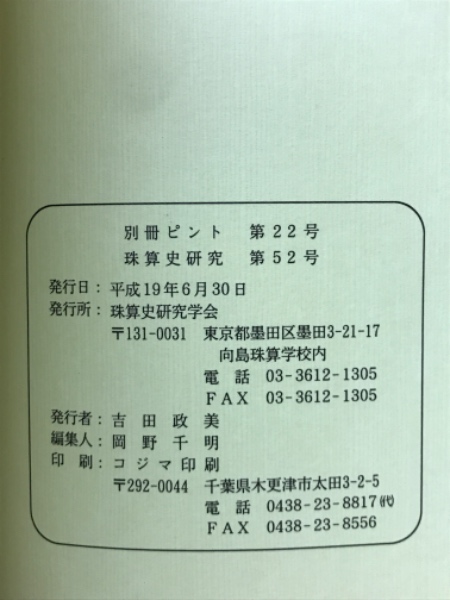 別冊ピント 第22号
珠算史研究 第52号
発行日：平成19年6月30日
発行所：珠算史研究学会
〒131-0031 東京都墨田区墨田3-21-17
向島珠算学校内
電話 03-3612-1305
FAX 03-3612-1305
発行者：吉田政美
編集人：岡野千明
印刷：コジマ印刷
〒292-0044 千葉県木更津市太田3-2-5
電話 0438-23-8817㈹
FAX 0438-23-8556